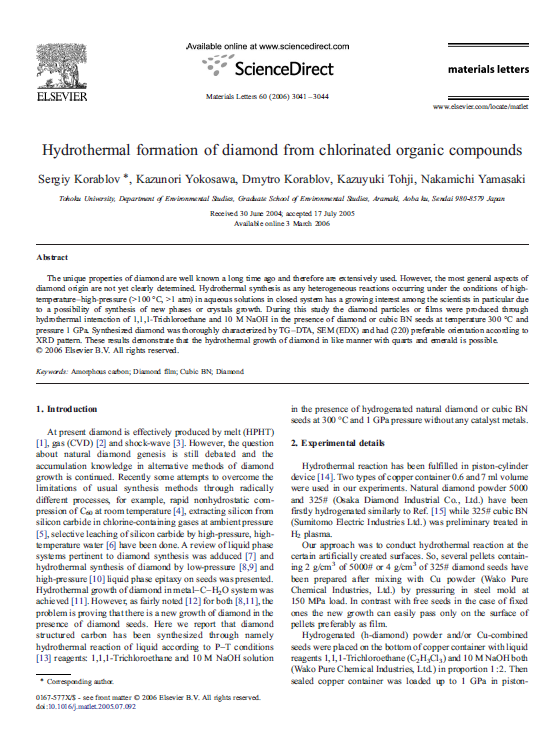 Available online at www.sciencedirect.com
ScienceDirect
ELSEVIER
Materials Letters 60 (2006) 3041–3044
materials letters
www.elsevier.com/locate/matlet
Hydrothermal formation of diamond from chlorinated organic compounds
Sergiy Korablov *, Kazunori Yokosawa, Dmytro Korablov, Kazuyuki Tohji, Nakamichi Yamasaki
Tohoku University, Department of Environmental Studies, Graduate School of Environmental Studies, Aramaki, Aoba ku, Sendai 980-8579 Japan
Received 30 June 2004; accepted 17 July 2005
Available online 3 March 2006
Abstract
The unique properties of diamond are well known a long time ago and therefore are extensively used. However, the most general aspects of
diamond origin are not yet clearly determined. Hydrothermal synthesis as any heterogeneous reactions occurring under the conditions of high-
temperature–high-pressure (>100 °C, >1 atm) in aqueous solutions in closed system has a growing interest among the scientists in particular due
to a possibility of synthesis of new phases or crystals growth. During this study the diamond particles or films were produced through
hydrothermal interaction of 1,1,1-Trichloroethane and 10 M NaOH in the presence of diamond or cubic BN seeds at temperature 300 °C and
pressure 1 GPa. Synthesized diamond was thoroughly characterized by TG–DTA, SEM (EDX) and had (220) preferable orientation according to
XRD pattern. These results demonstrate that the hydrothermal growth of diamond in like manner with quarts and emerald is possible.
© 2006 Elsevier B.V. All rights reserved.
Keywords: Amorphous carbon; Diamond film; Cubic BN; Diamond
1. Introduction
At present diamond is effectively produced by melt (HPHT)
[1], gas (CVD) [2] and shock-wave [3]. However, the question
about natural diamond genesis is still debated and the
accumulation knowledge in alternative methods of diamond
growth is continued. Recently some attempts to overcome the
limitations of usual synthesis methods through radically
different processes, for example, rapid nonhydrostatic com-
pression of C60 at room temperature [4], extracting silicon from
silicon carbide in chlorine-containing gases at ambient pressure
[5], selective leaching of silicon carbide by high-pressure, high-
temperature water [6] have been done. A review of liquid phase
systems pertinent to diamond synthesis was adduced [7] and
hydrothermal synthesis of diamond by low-pressure [8,9] and
high-pressure [10] liquid phase epitaxy on seeds was presented.
Hydrothermal growth of diamond in metal–C–H2O system was
achieved [11]. However, as fairly noted [12] for both [8,11], the
problem is proving that there is a new growth of diamond in the
presence of diamond seeds. Here we report that diamond
structured carbon has been synthesized through namely
hydrothermal reaction of liquid according to P–T conditions
[13] reagents: 1,1,1-Trichloroethane and 10 M NaOH solution
* Corresponding author.
in the presence of hydrogenated natural diamond or cubic BN
seeds at 300 °C and 1 GPa pressure without any catalyst metals.
2. Experimental details
Hydrothermal reaction has been fulfilled in piston-cylinder
device [14]. Two types of copper container 0.6 and 7 ml volume
were used in our experiments. Natural diamond powder 5000
and 325# (Osaka Diamond Industrial Co., Ltd.) have been
firstly hydrogenated similarly to Ref. [15] while 325# cubic BN
(Sumitomo Electric Industries Ltd.) was preliminary treated in
H2 plasma.
Our approach was to conduct hydrothermal reaction at the
certain artificially created surfaces. So, several pellets contain-
ing 2 g/cm3 of 5000# or 4 g/cm3 of 325# diamond seeds have
been prepared after mixing with Cu powder (Wako Pure
Chemical Industries, Ltd.) by pressuring in steel mold at
150 MPa load. In contrast with free seeds in the case of fixed
ones the new growth can easily pass only on the surface of
pellets preferably as film.
Hydrogenated (h-diamond) powder and/or Cu-combined
seeds were placed on the bottom of copper container with liquid
reagents 1,1,1-Trichloroethane (C2H3Cl3) and 10 M NaOH both
(Wako Pure Chemical Industries, Ltd.) in proportion 1:2. Then
sealed copper container was loaded up to 1 GPa in piston-
0167-577X/$ - see front matter © 2006 Elsevier B.V. All rights reserved.
doi:10.1016/j.matlet.2005.07.092